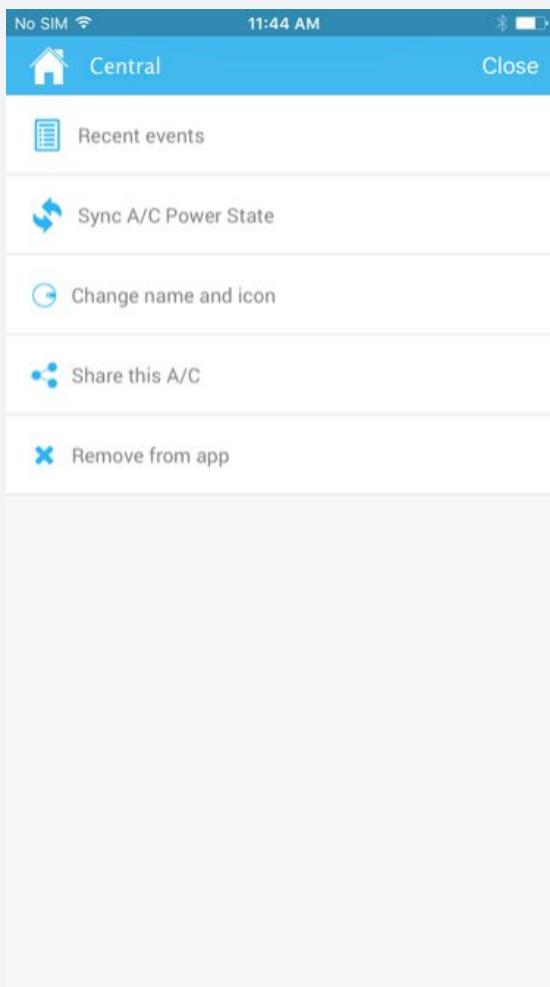 No SIM 11:44 AM
Central Close
Recent events
Sync A/C Power State
Change name and icon
Share this A/C
Remove from app